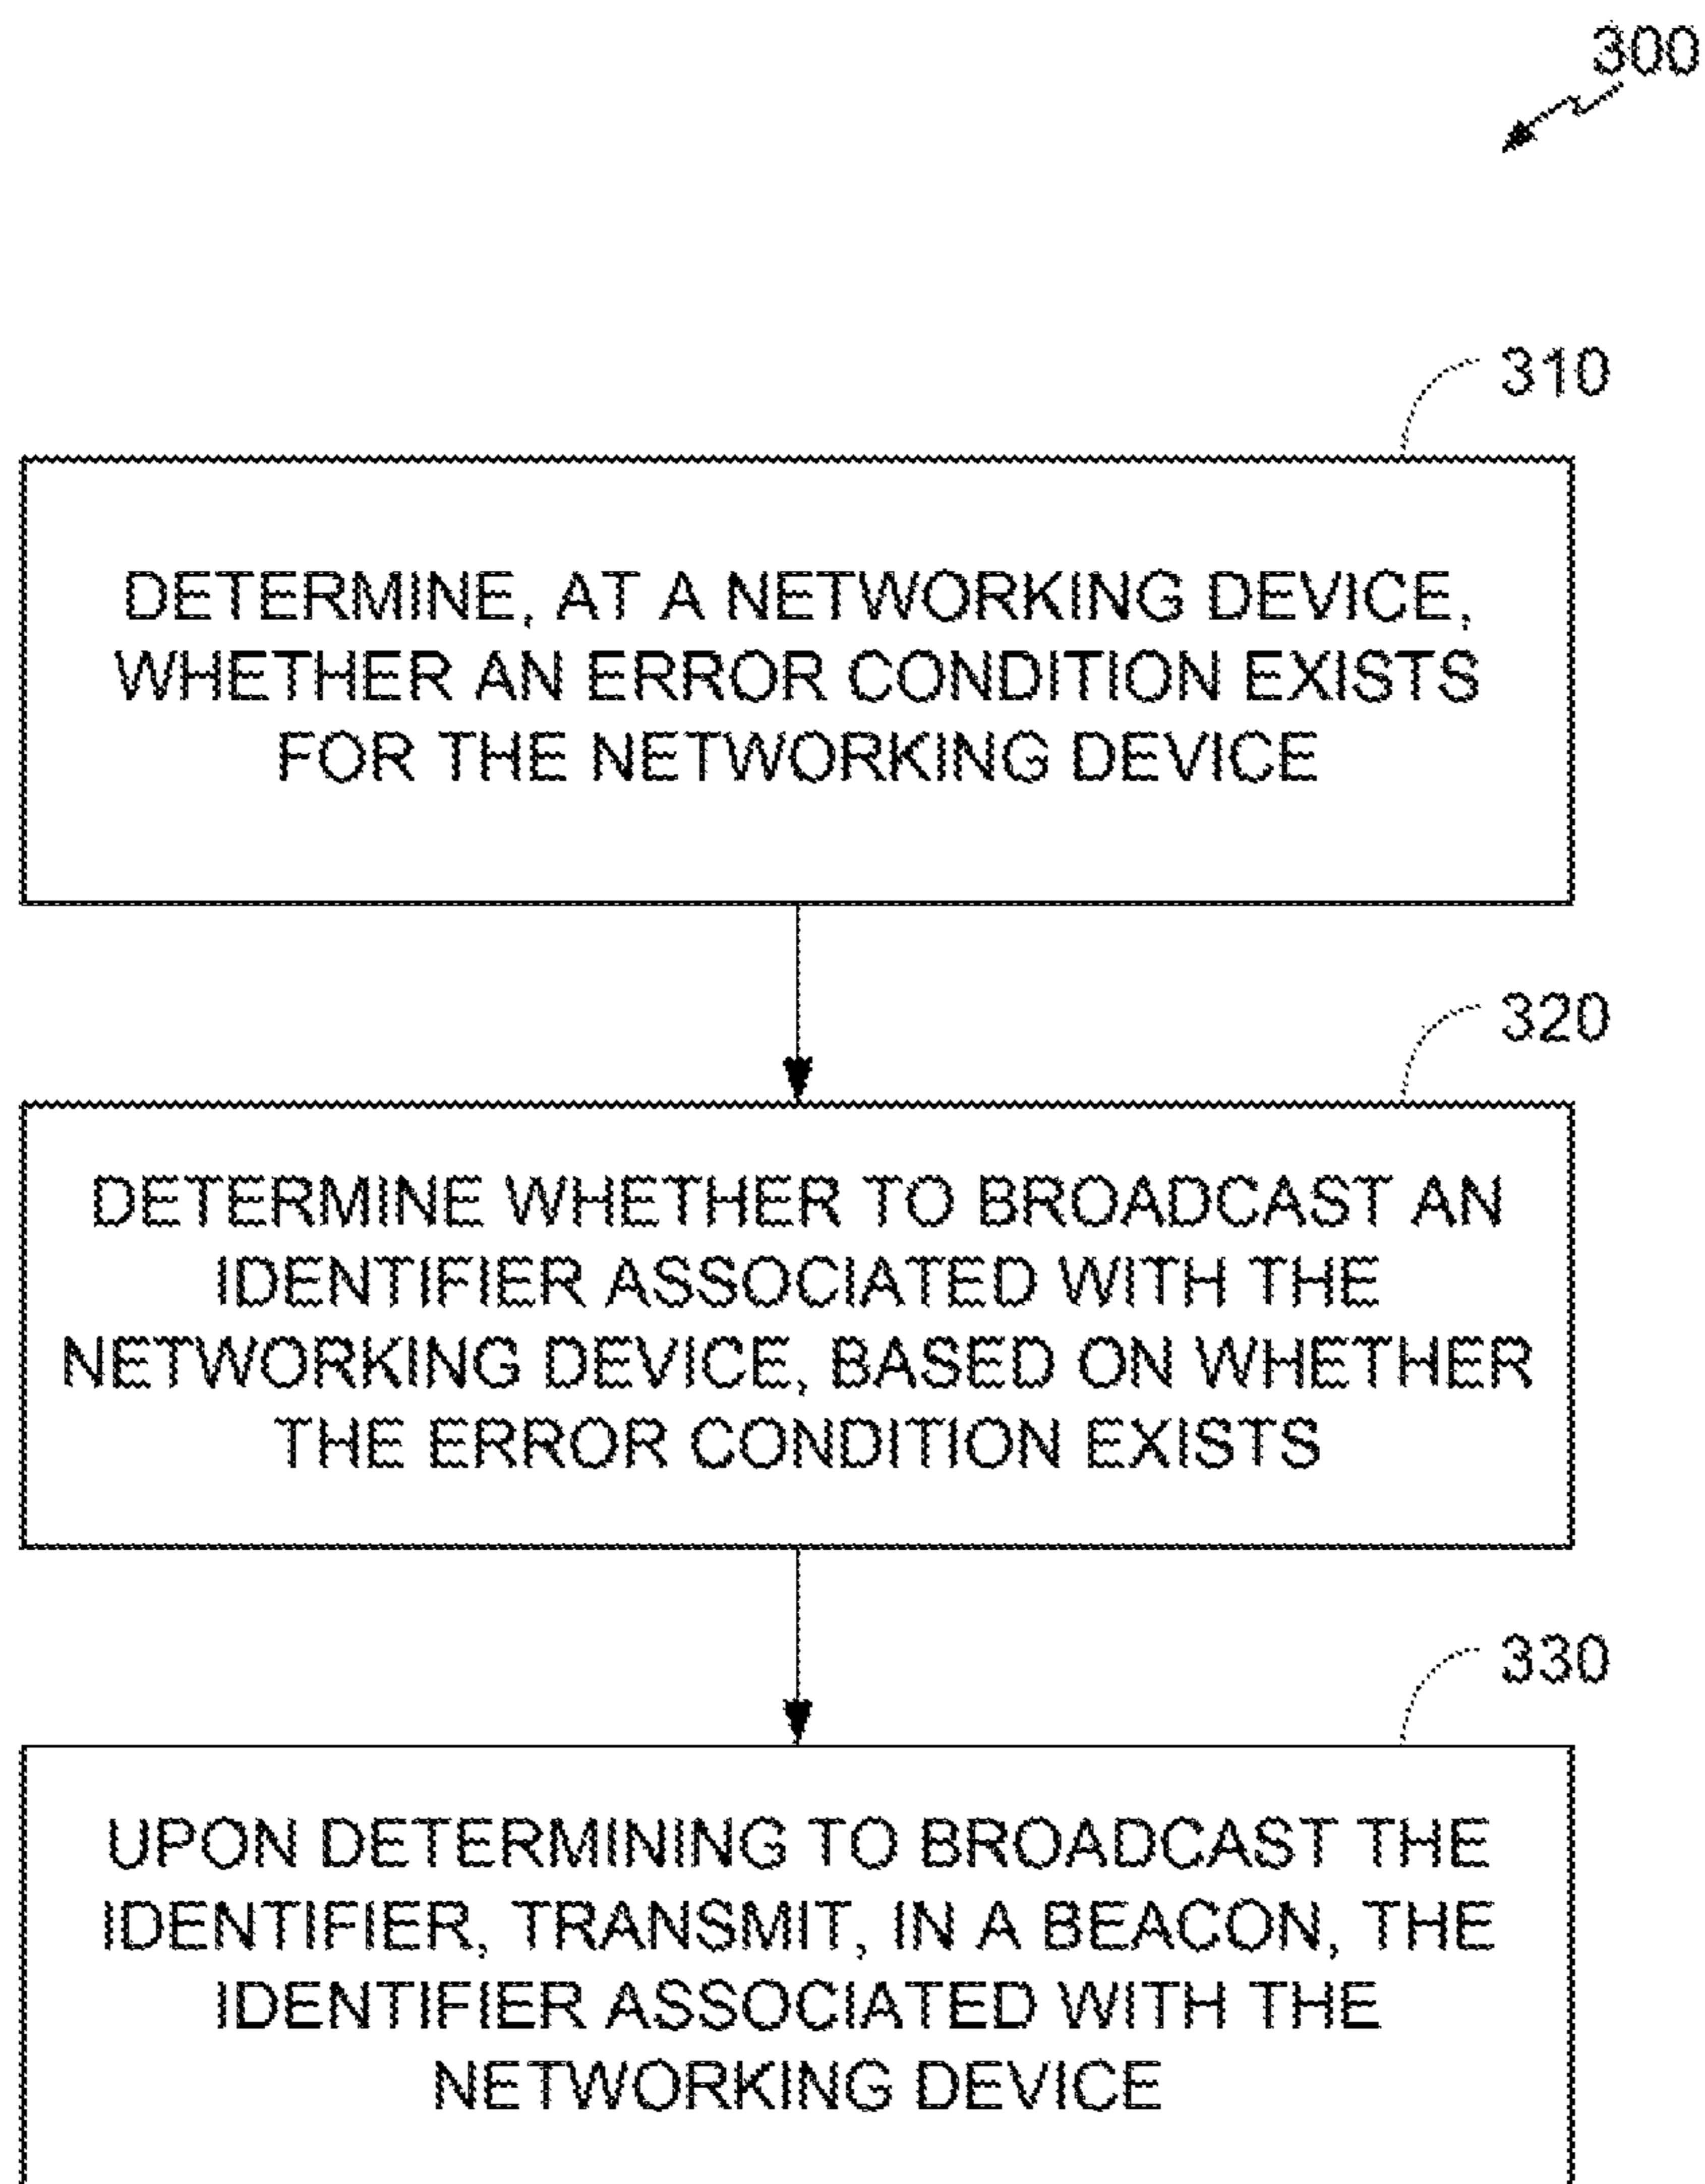 300
310
DETERMINE, AT A NETWORKING DEVICE,
WHETHER AN ERROR CONDITION EXISTS
FOR THE NETWORKING DEVICE
320
DETERMINE WHETHER TO BROADCAST AN
IDENTIFIER ASSOCIATED WITH THE
NETWORKING DEVICE, BASED ON WHETHER
THE ERROR CONDITION EXISTS
330
UPON DETERMINING TO BROADCAST THE
IDENTIFIER, TRANSMIT, IN A BEACON, THE
IDENTIFIER ASSOCIATED WITH THE
NETWORKING DEVICE